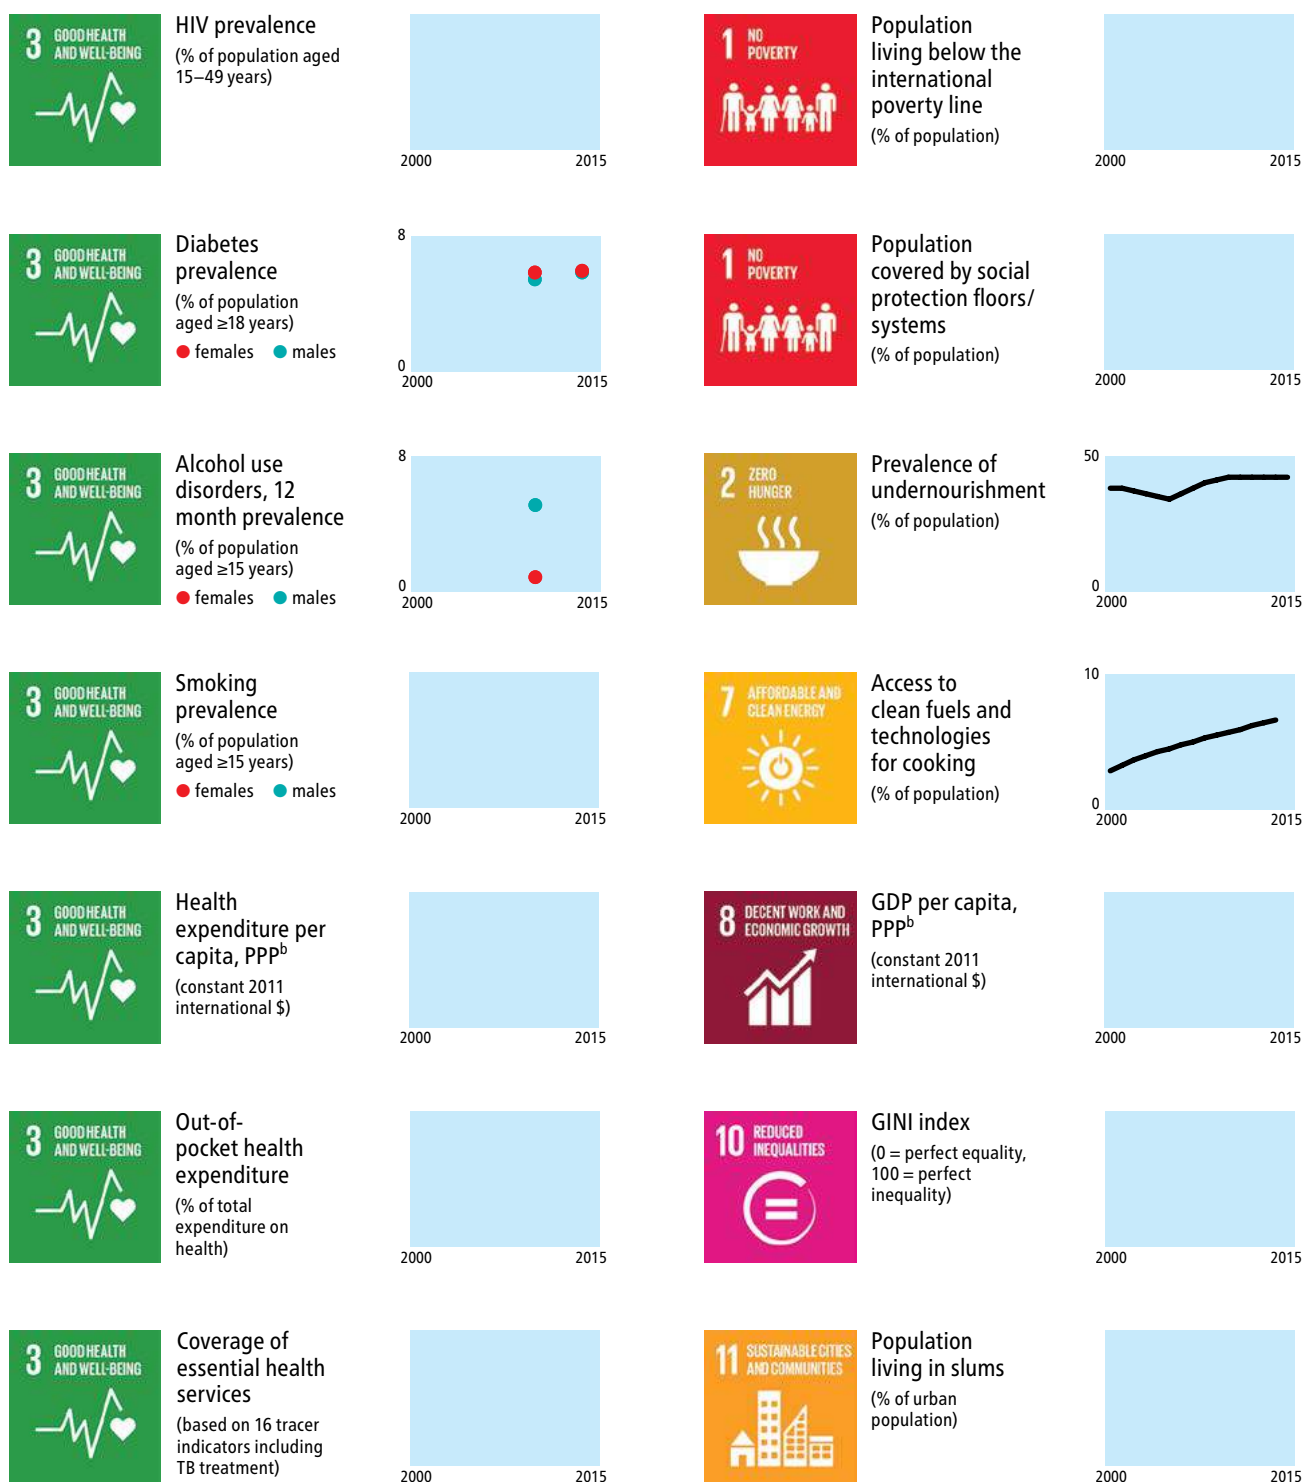 3 GOOD HEALTH
AND WELL-BEING
HIV prevalence
(% of population aged
15–49 years)
2000 2015
3 GOOD HEALTH
AND WELL-BEING
Diabetes
prevalence
(% of population
aged ≥18 years)
females males
8
0
2000 2015
3 GOOD HEALTH
AND WELL-BEING
Alcohol use
disorders, 12
month prevalence
(% of population
aged ≥15 years)
females males
8
0
2000 2015
3 GOOD HEALTH
AND WELL-BEING
Smoking
prevalence
(% of population
aged ≥15 years)
females males
2000 2015
3 GOOD HEALTH
AND WELL-BEING
Health
expenditure per
capita, PPPb
(constant 2011
international $)
2000 2015
3 GOOD HEALTH
AND WELL-BEING
Out-of-
pocket health
expenditure
(% of total
expenditure on
health)
2000 2015
3 GOOD HEALTH
AND WELL-BEING
Coverage of
essential health
services
(based on 16 tracer
indicators including
TB treatment)
2000 2015
1 NO
POVERTY
Population
living below the
international
poverty line
(% of population)
2000 2015
1 NO
POVERTY
Population
covered by social
protection floors/
systems
(% of population)
2000 2015
2 ZERO
HUNGER
Prevalence of
undernourishment
(% of population)
50
0
2000 2015
7 AFFORDABLE AND
CLEAN ENERGY
Access to
clean fuels and
technologies
for cooking
(% of population)
10
0
2000 2015
8 DECENT WORK AND
ECONOMIC GROWTH
GDP per capita,
PPPb
(constant 2011
international $)
2000 2015
10 REDUCED
INEQUALITIES
GINI index
(0 = perfect equality,
100 = perfect
inequality)
2000 2015
11 SUSTAINABLE CITIES
AND COMMUNITIES
Population
living in slums
(% of urban
population)
2000 2015